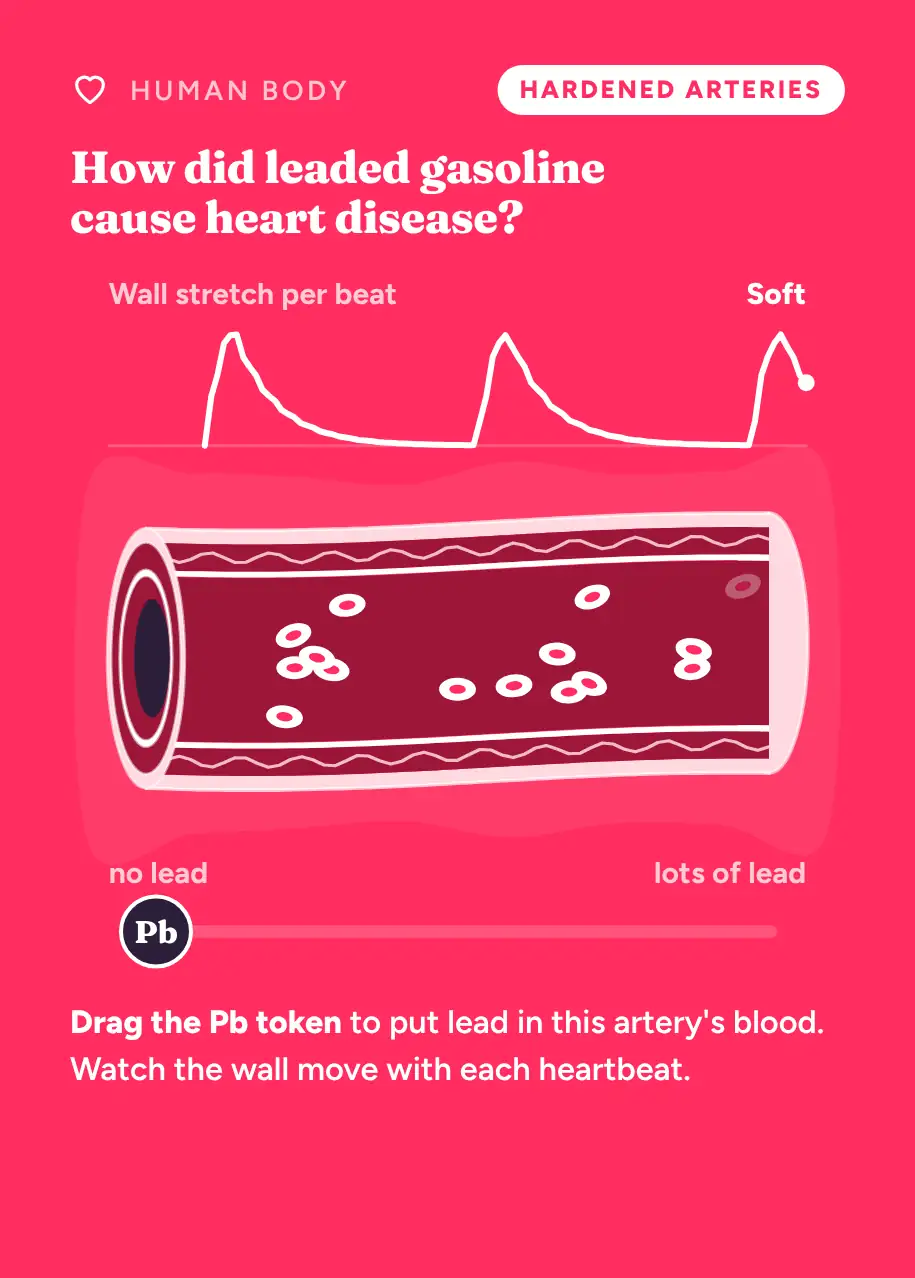 HUMAN BODY
HARDENED ARTERIES
How did leaded gasoline
cause heart disease?
Wall stretch per beat
Soft
no lead
lots of lead
Pb
Drag the Pb token to put lead in this artery's blood.
Watch the wall move with each heartbeat.